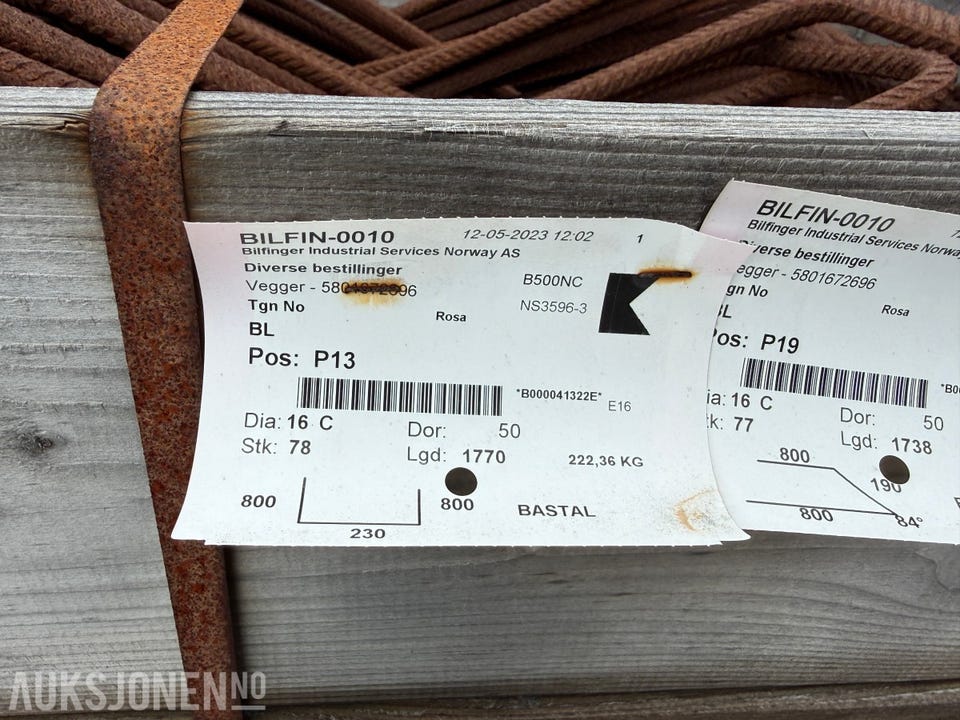 BILFIN-0010 12-05-2023 12:02 1
Bilfinger Industrial Services Norway AS
Diverse bestillinger
Vegger - 5801672696 B500NC
Tgn No Rosa NS3596-3
BL
Pos: P13
*B000041322E* E16
Dia: 16 C Dor: 50
Stk: 78 Lgd: 1770 222,36 KG
800 800 BASTAL
230
BILFIN-0010
Bilfinger Industrial Services Norway
Diverse bestillinger
Vegger - 5801672696
Tgn No Rosa
BL
Pos: P19
Dia: 16 C Dor: 50
Stk: 77 Lgd: 1738
800
190
800 84°
AUKSJONEN.NO